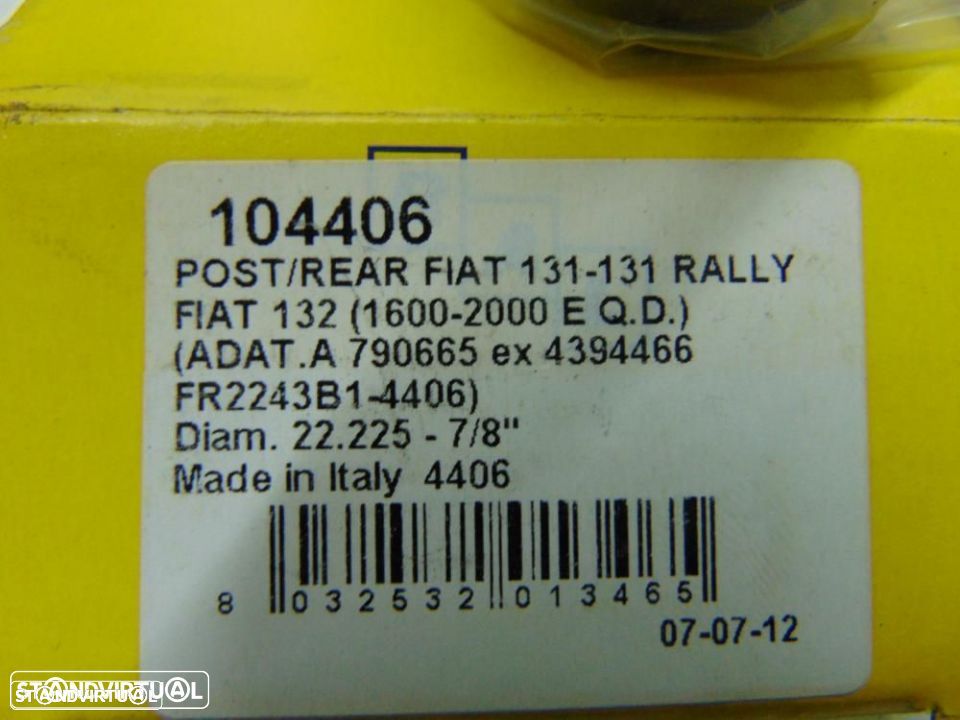 104406
POST/REAR FIAT 131-131 RALLY
FIAT 132 (1600-2000 E Q.D.)
(ADAT.A 790665 ex 4394466
FR2243B1-4406)
Diam. 22.225 - 7/8"
Made in Italy 4406
8 032532 013465
07-07-12
STANDVIRTUAL
STANDVIRTUAL